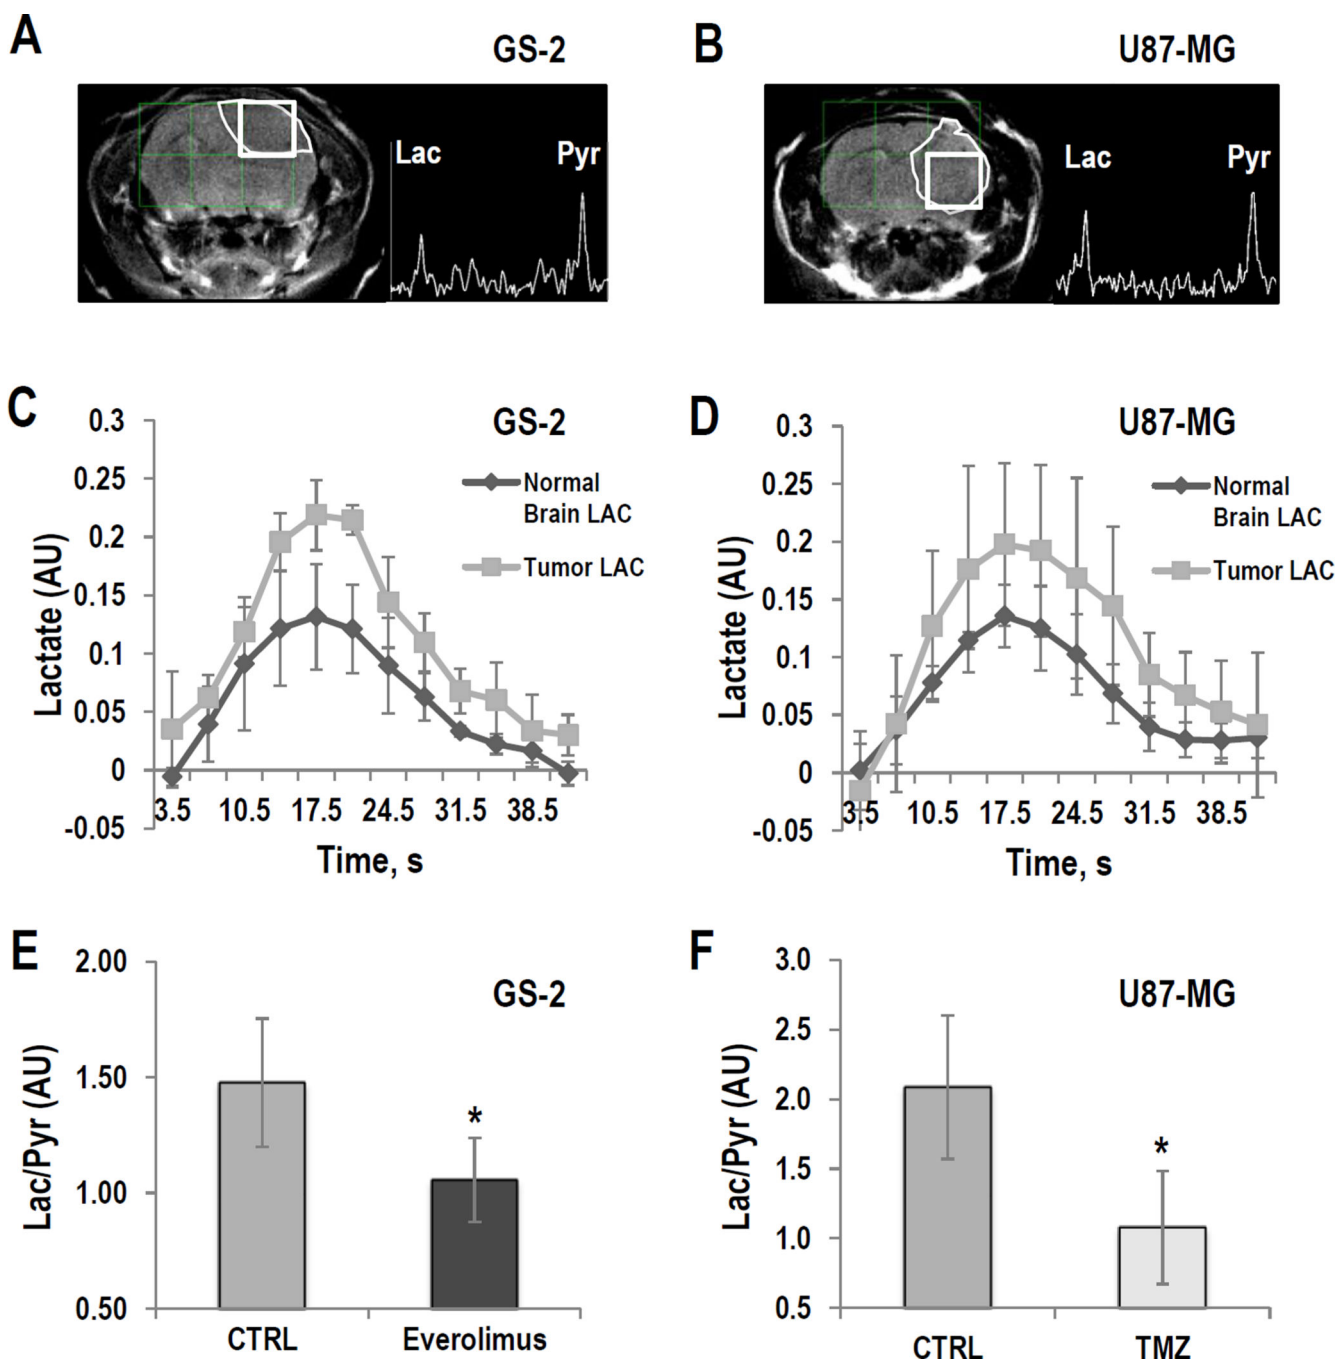 A
GS-2
Lac
Pyr
B
U87-MG
Lac
Pyr
C
GS-2
0.3
0.25
0.2
0.15
0.1
0.05
0
-0.05
Lactate (AU)
Normal
Brain LAC
Tumor LAC
3.5 10.5 17.5 24.5 31.5 38.5
Time, s
D
U87-MG
0.3
0.25
0.2
0.15
0.1
0.05
0
-0.05
Lactate (AU)
Normal
Brain LAC
Tumor LAC
3.5 10.5 17.5 24.5 31.5 38.5
Time, s
E
GS-2
2.00
1.50
1.00
0.50
Lac/Pyr (AU)
*
CTRL Everolimus
F
U87-MG
3.0
2.5
2.0
1.5
1.0
0.5
Lac/Pyr (AU)
*
CTRL TMZ